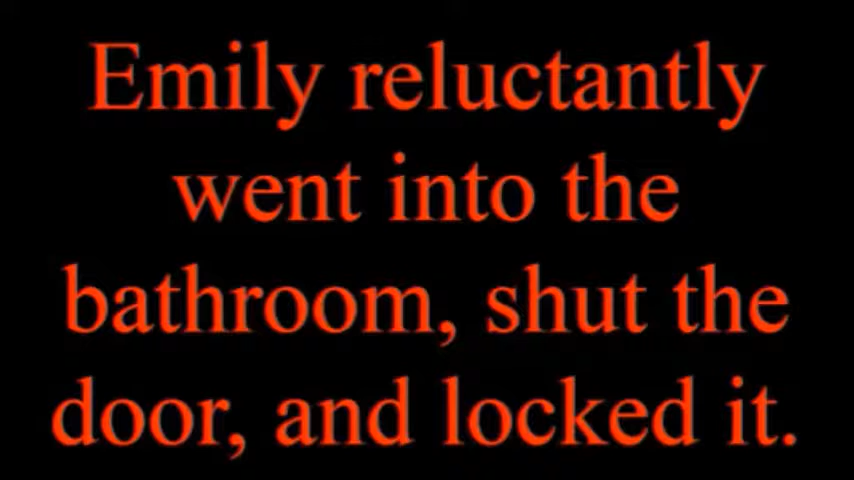 Emily reluctantly
went into the
bathroom, shut the
door, and locked it.